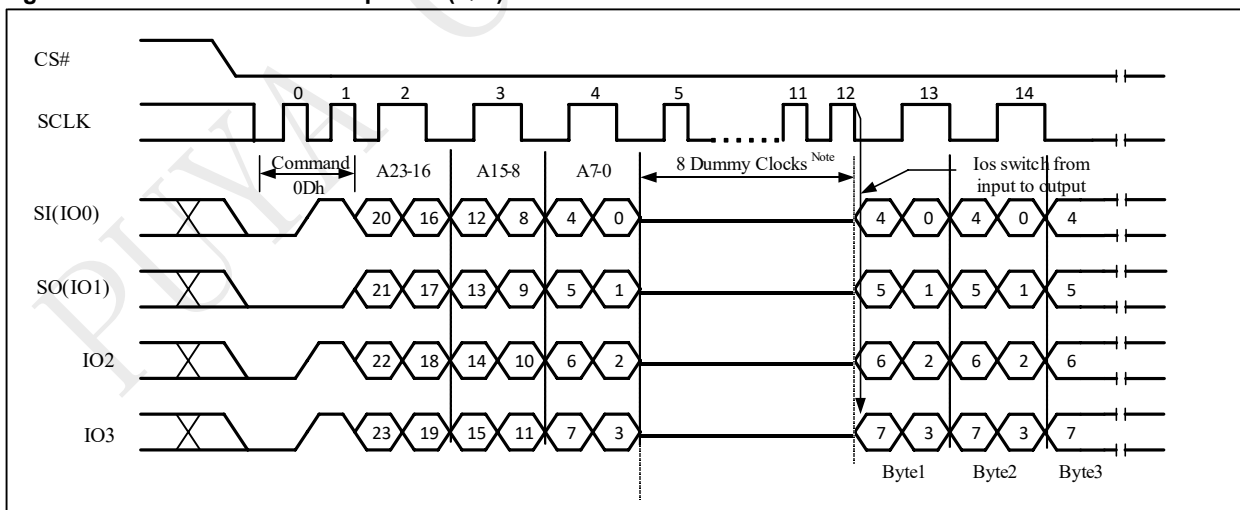 PUYA
CS#
0 1 2 3 4 5 11 12 13 14
SCLK
Command
0Dh
A23-16 A15-8 A7-0
8 Dummy Clocks Note
Ios switch from
input to output
SI(IO0) 20 16 12 8 4 0 4 0 4 0 4
SO(IO1) 21 17 13 9 5 1 5 1 5 1 5
IO2 22 18 14 10 6 2 6 2 6 2 6
IO3 23 19 15 11 7 3 7 3 7 3 7
Byte1 Byte2 Byte3